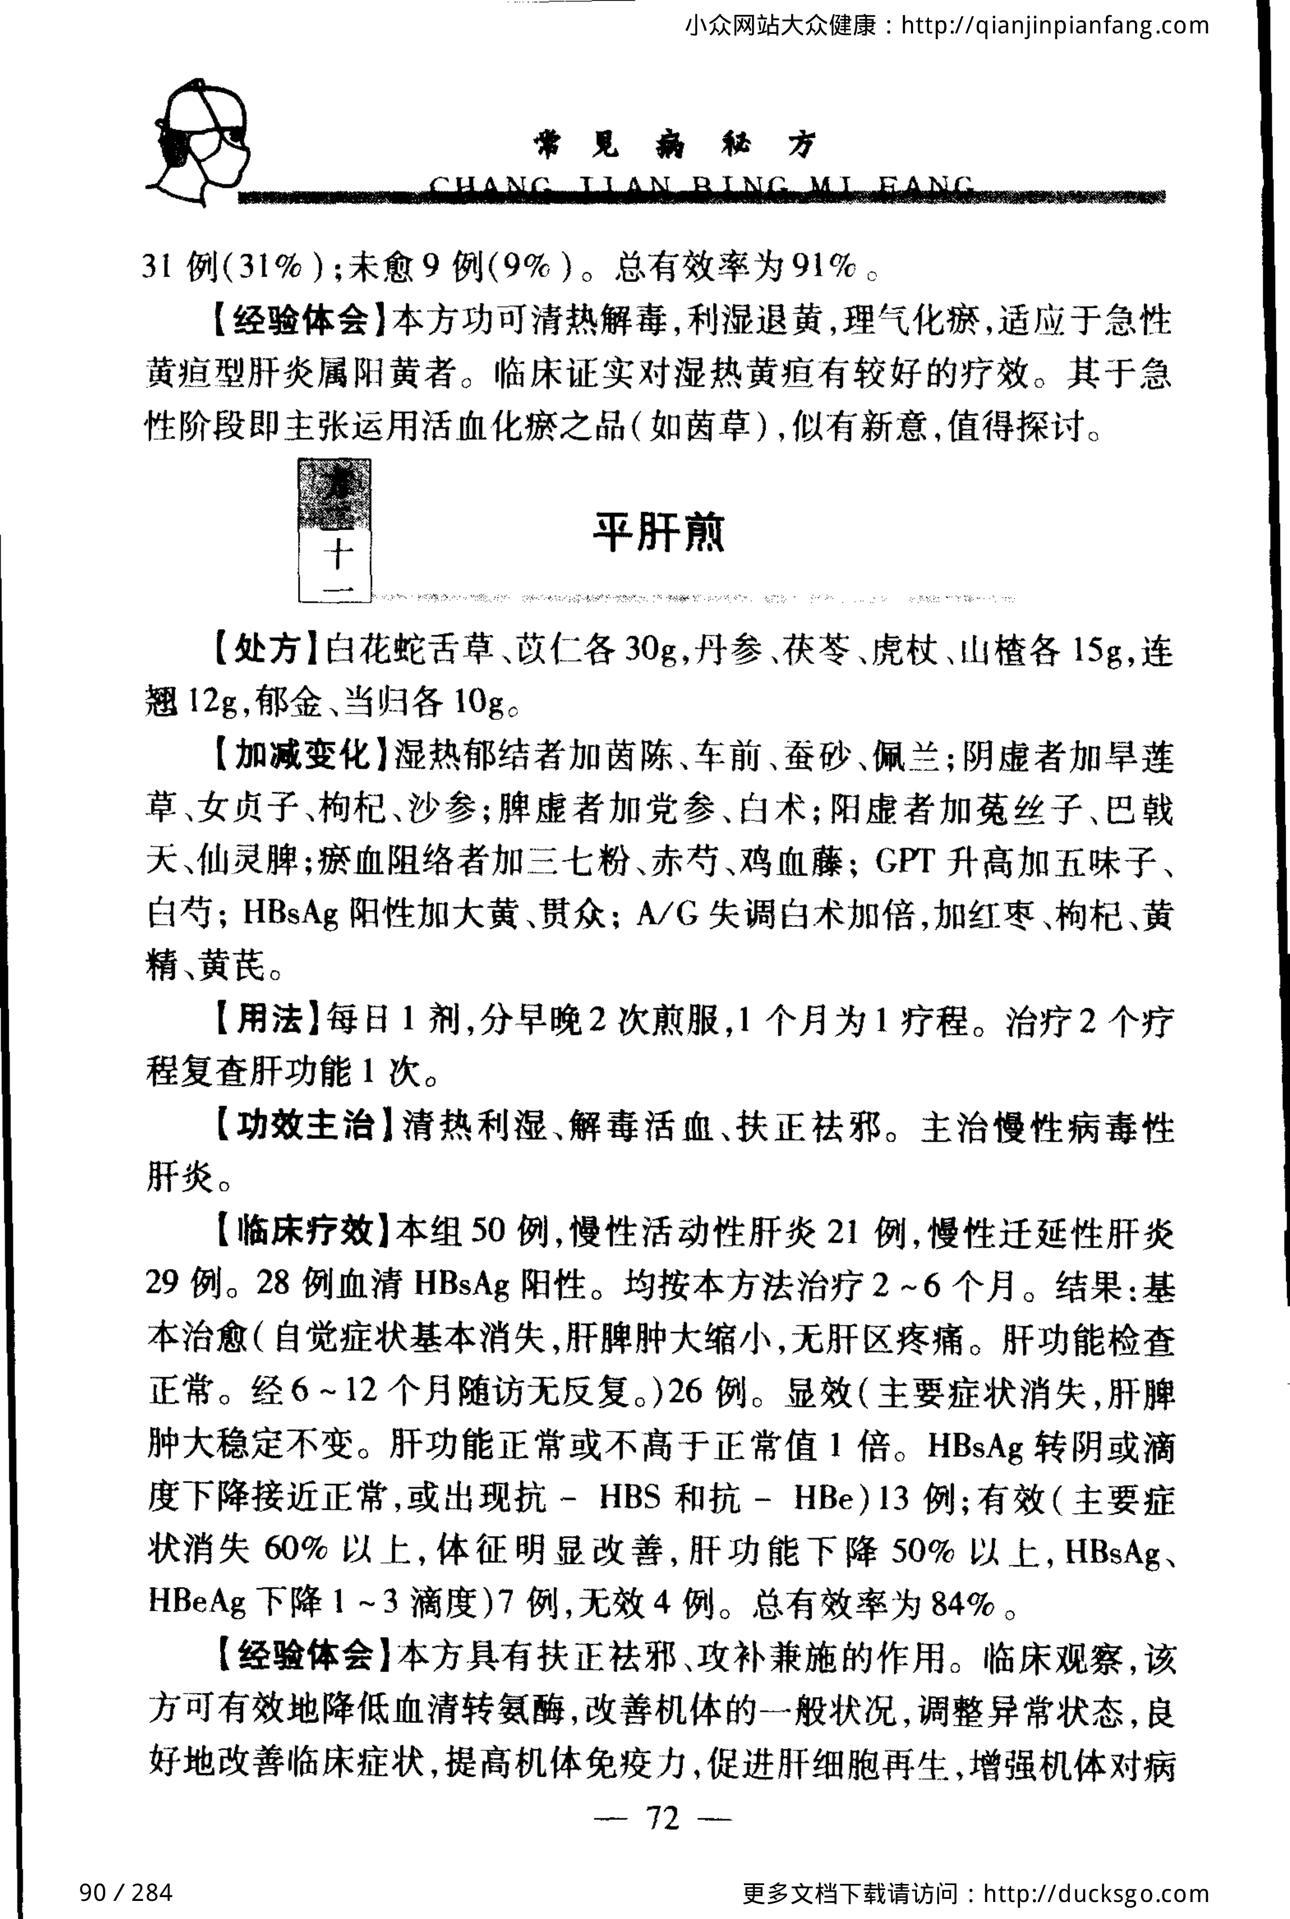 小众网站大众健康：http://qianjinpianfang.com
常见病秘方
CHANG JIAN BING MI FANG
31 例(31%);未愈9 例(9%)。总有效率为91%。
【经验体会】本方功可清热解毒,利湿退黄,理气化瘀,适应于急性
黄疸型肝炎属阳黄者。临床证实对湿热黄疸有较好的疗效。其于急
性阶段即主张运用活血化瘀之品(如茵草),似有新意,值得探讨。
方
十
一
平肝煎
【处方】白花蛇舌草、苡仁各 30g,丹参、茯苓、虎杖、山楂各 15g,连
翘 12g,郁金、当归各 10g。
【加减变化】湿热郁结者加茵陈、车前、蚕砂、佩兰;阴虚者加旱莲
草、女贞子、枸杞、沙参;脾虚者加党参、白术;阳虚者加菟丝子、巴戟
天、仙灵脾;瘀血阻络者加三七粉、赤芍、鸡血藤; GPT 升高加五味子、
白芍; HBsAg 阳性加大黄、贯众; A/G 失调白术加倍,加红枣、枸杞、黄
精、黄芪。
【用法】每日 1 剂,分早晚2 次煎服,1 个月为1 疗程。治疗2 个疗
程复查肝功能 1 次。
【功效主治】清热利湿、解毒活血、扶正祛邪。主治慢性病毒性
肝炎。
【临床疗效】本组 50 例,慢性活动性肝炎 21 例,慢性迁延性肝炎
29 例。28 例血清 HBsAg 阳性。均按本方法治疗 2～6 个月。结果:基
本治愈(自觉症状基本消失,肝脾肿大缩小,无肝区疼痛。肝功能检查
正常。经6～12 个月随访无反复。)26 例。显效(主要症状消失,肝脾
肿大稳定不变。肝功能正常或不高于正常值 1 倍。HBsAg 转阴或滴
度下降接近正常,或出现抗 - HBS 和抗 - HBe)13 例;有效(主要症
状消失 60% 以上,体征明显改善,肝功能下降 50% 以上,HBsAg、
HBeAg 下降 1～3 滴度)7 例,无效 4 例。总有效率为 84%。
【经验体会】本方具有扶正祛邪、攻补兼施的作用。临床观察,该
方可有效地降低血清转氨酶,改善机体的一般状况,调整异常状态,良
好地改善临床症状,提高机体免疫力,促进肝细胞再生,增强机体对病
— 72 —
90 / 284
更多文档下载请访问：http://ducksgo.com